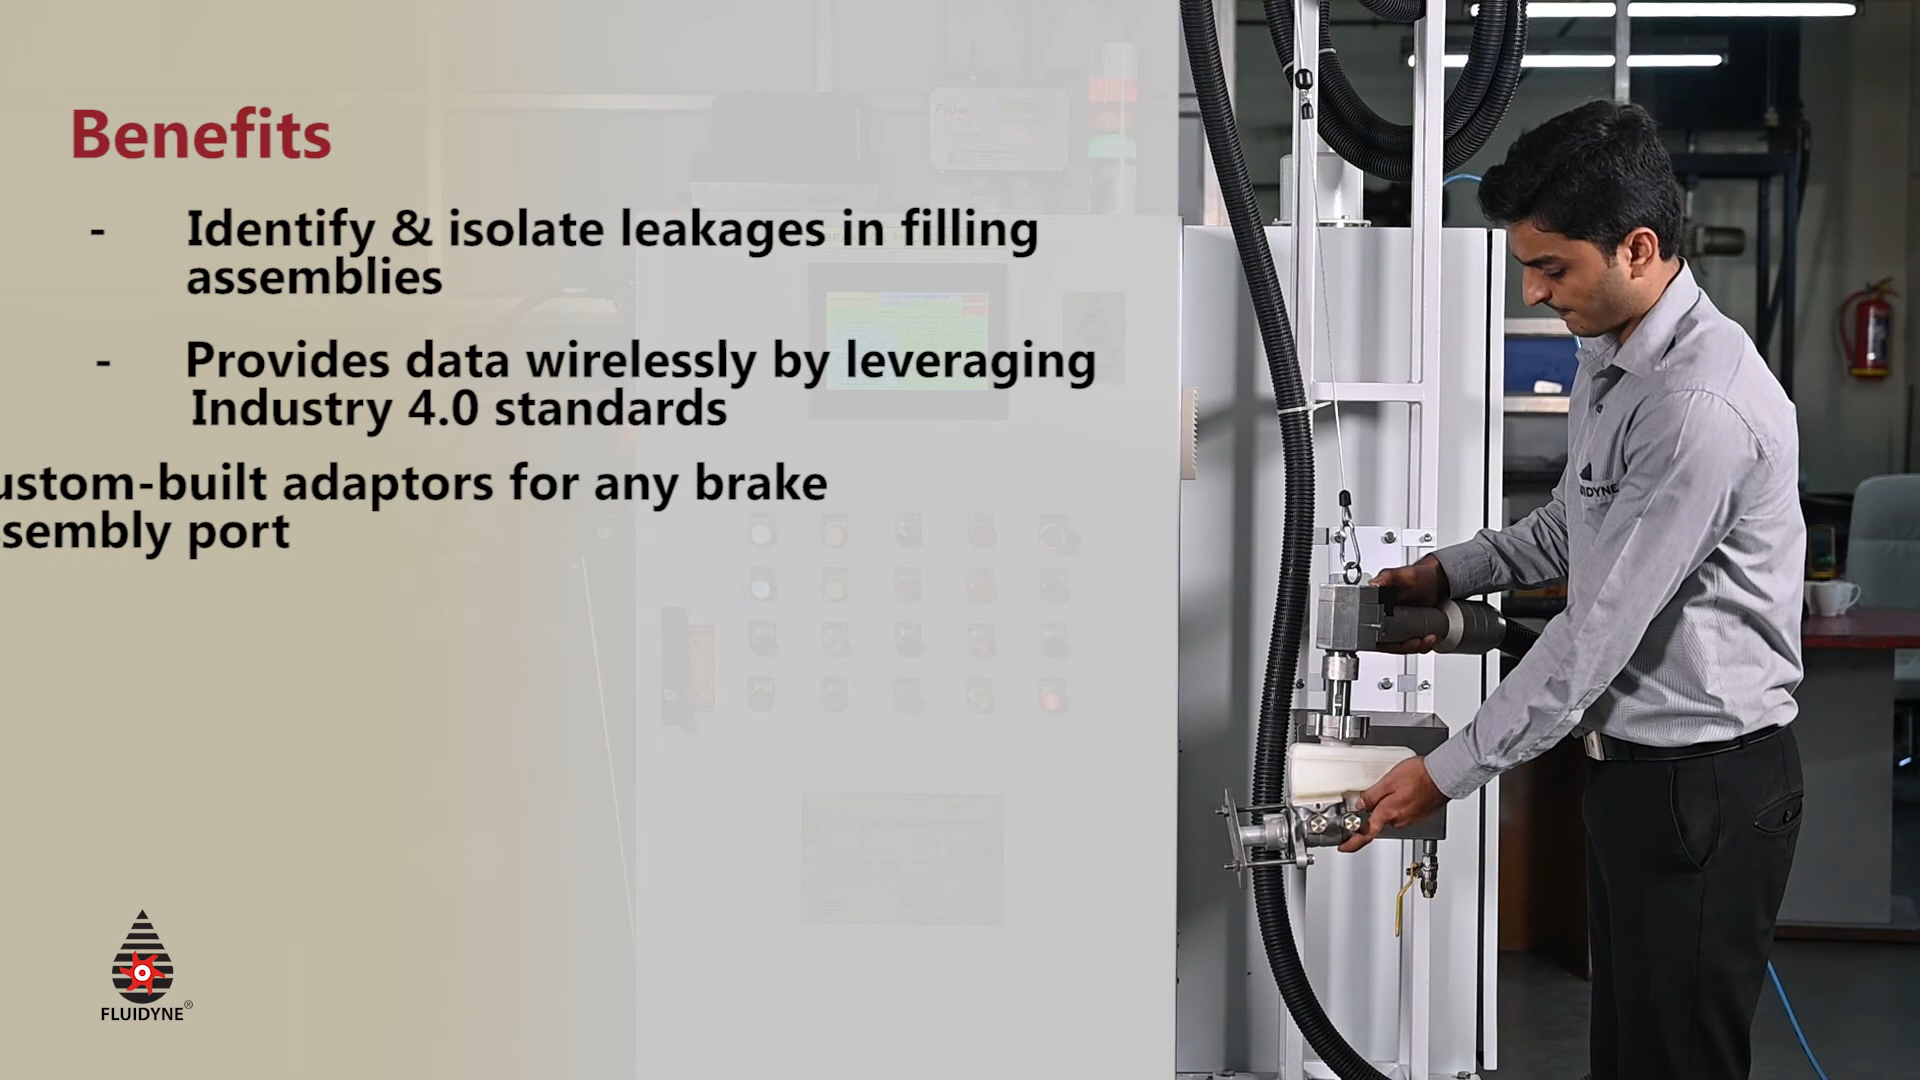 Benefits
- Identify & isolate leakages in filling
assemblies
- Provides data wirelessly by leveraging
Industry 4.0 standards
ustom-built adaptors for any brake
sembly port
FLUIDYNE®
UIDYNE